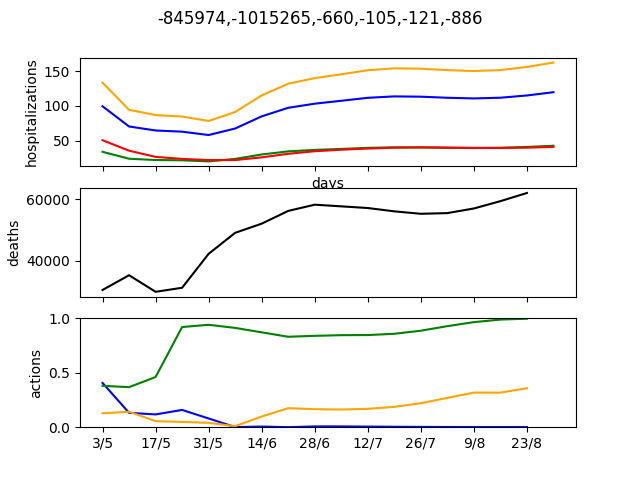 -845974,-1015265,-660,-105,-121,-886
hospitalizations
150
100
50
days
deaths
60000
40000
actions
1.0
0.5
0.0
3/5 17/5 31/5 14/6 28/6 12/7 26/7 9/8 23/8